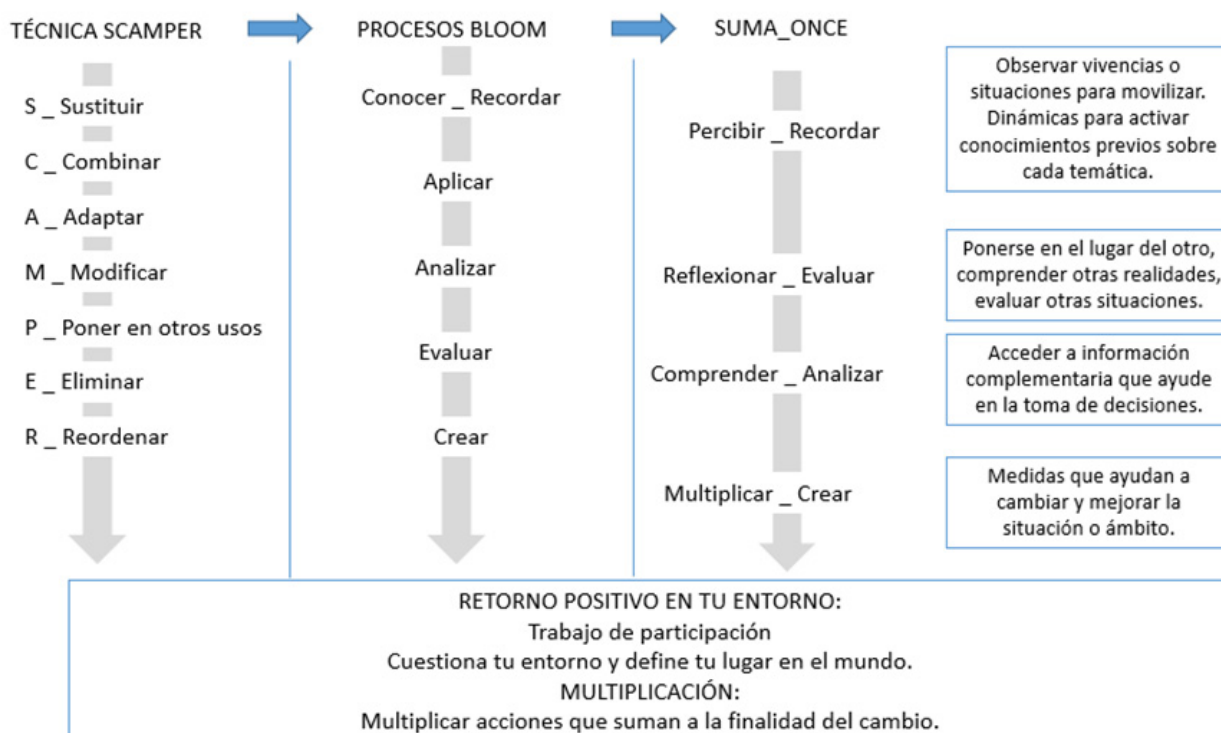 TÉCNICA SCAMPER
PROCESOS BLOOM
SUMA_ONCE
S _ Sustituir
C _ Combinar
A _ Adaptar
M _ Modificar
P _ Poner en otros usos
E _ Eliminar
R _ Reordenar
Conocer _ Recordar
Aplicar
Analizar
Evaluar
Crear
Percibir _ Recordar
Reflexionar _ Evaluar
Comprender _ Analizar
Multiplicar _ Crear
Observar vivencias o
situaciones para movilizar.
Dinámicas para activar
conocimientos previos sobre
cada temática.
Ponerse en el lugar del otro,
comprender otras realidades,
evaluar otras situaciones.
Acceder a información
complementaria que ayude
en la toma de decisiones.
Medidas que ayudan a
cambiar y mejorar la
situación o ámbito.
RETORNO POSITIVO EN TU ENTORNO:
Trabajo de participación
Cuestiona tu entorno y define tu lugar en el mundo.
MULTIPLICACIÓN:
Multiplicar acciones que suman a la finalidad del cambio.